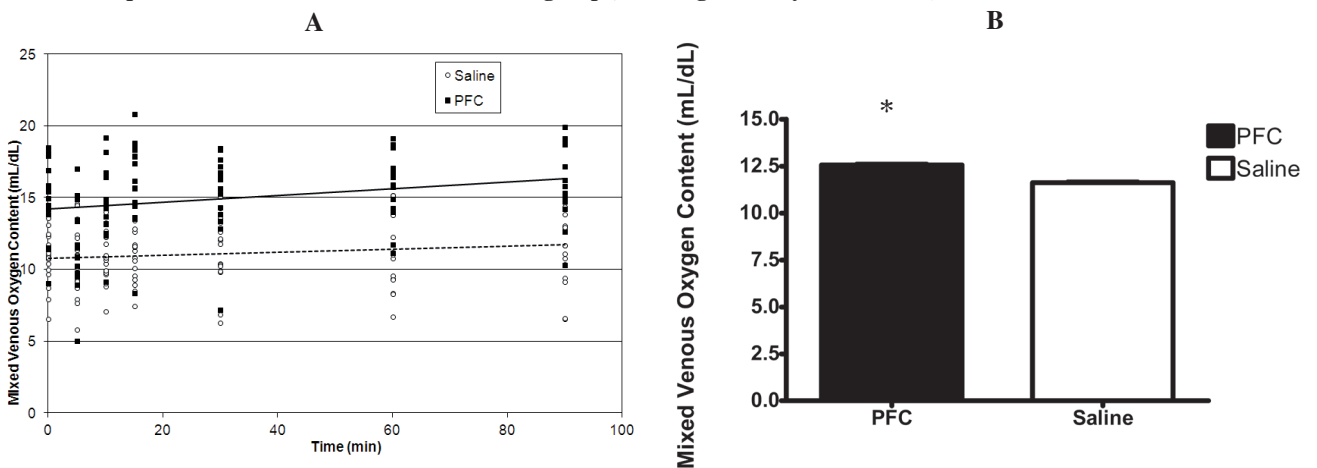 A
B
MIxed Venous Oxygen Content (mL/dL)
25
20
15
10
5
0
Saline
PFC
0
20
40
60
80
100
Time (min)
Mixed Venous Oxygen Content (mL/dL)
15.0
12.5
10.0
7.5
5.0
2.5
0.0
*
PFC
Saline
PFC
Saline